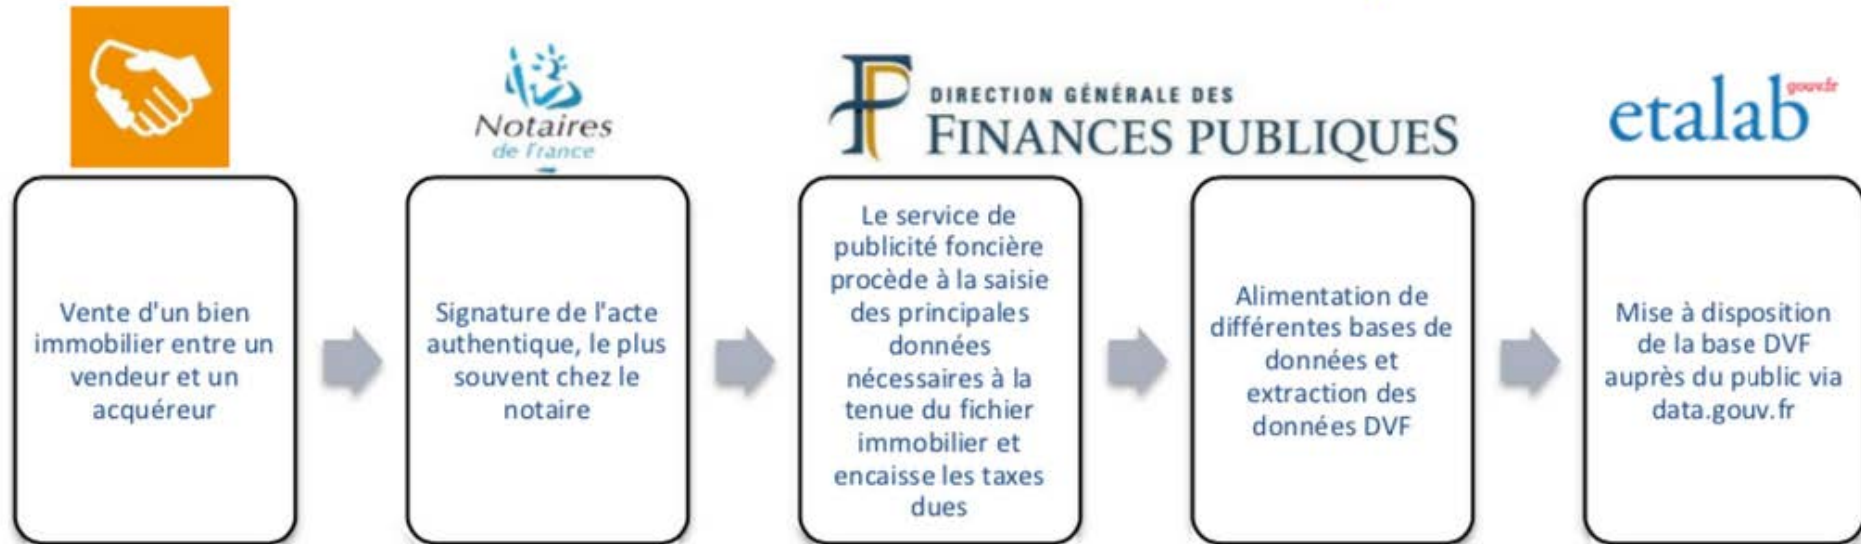 Notaires
de France
DIRECTION GÉNÉRALE DES
FINANCES PUBLIQUES
etalab
gouv.fr
Vente d'un bien
immobilier entre un
vendeur et un
acquéreur
Signature de l'acte
authentique, le plus
souvent chez le
notaire
Le service de
publicité foncière
procède à la saisie
des principales
données
nécessaires à la
tenue du fichier
immobilier et
encaisse les taxes
dues
Alimentation de
différentes bases de
données et
extraction des
données DVF
Mise à disposition
de la base DVF
auprès du public via
data.gouv.fr